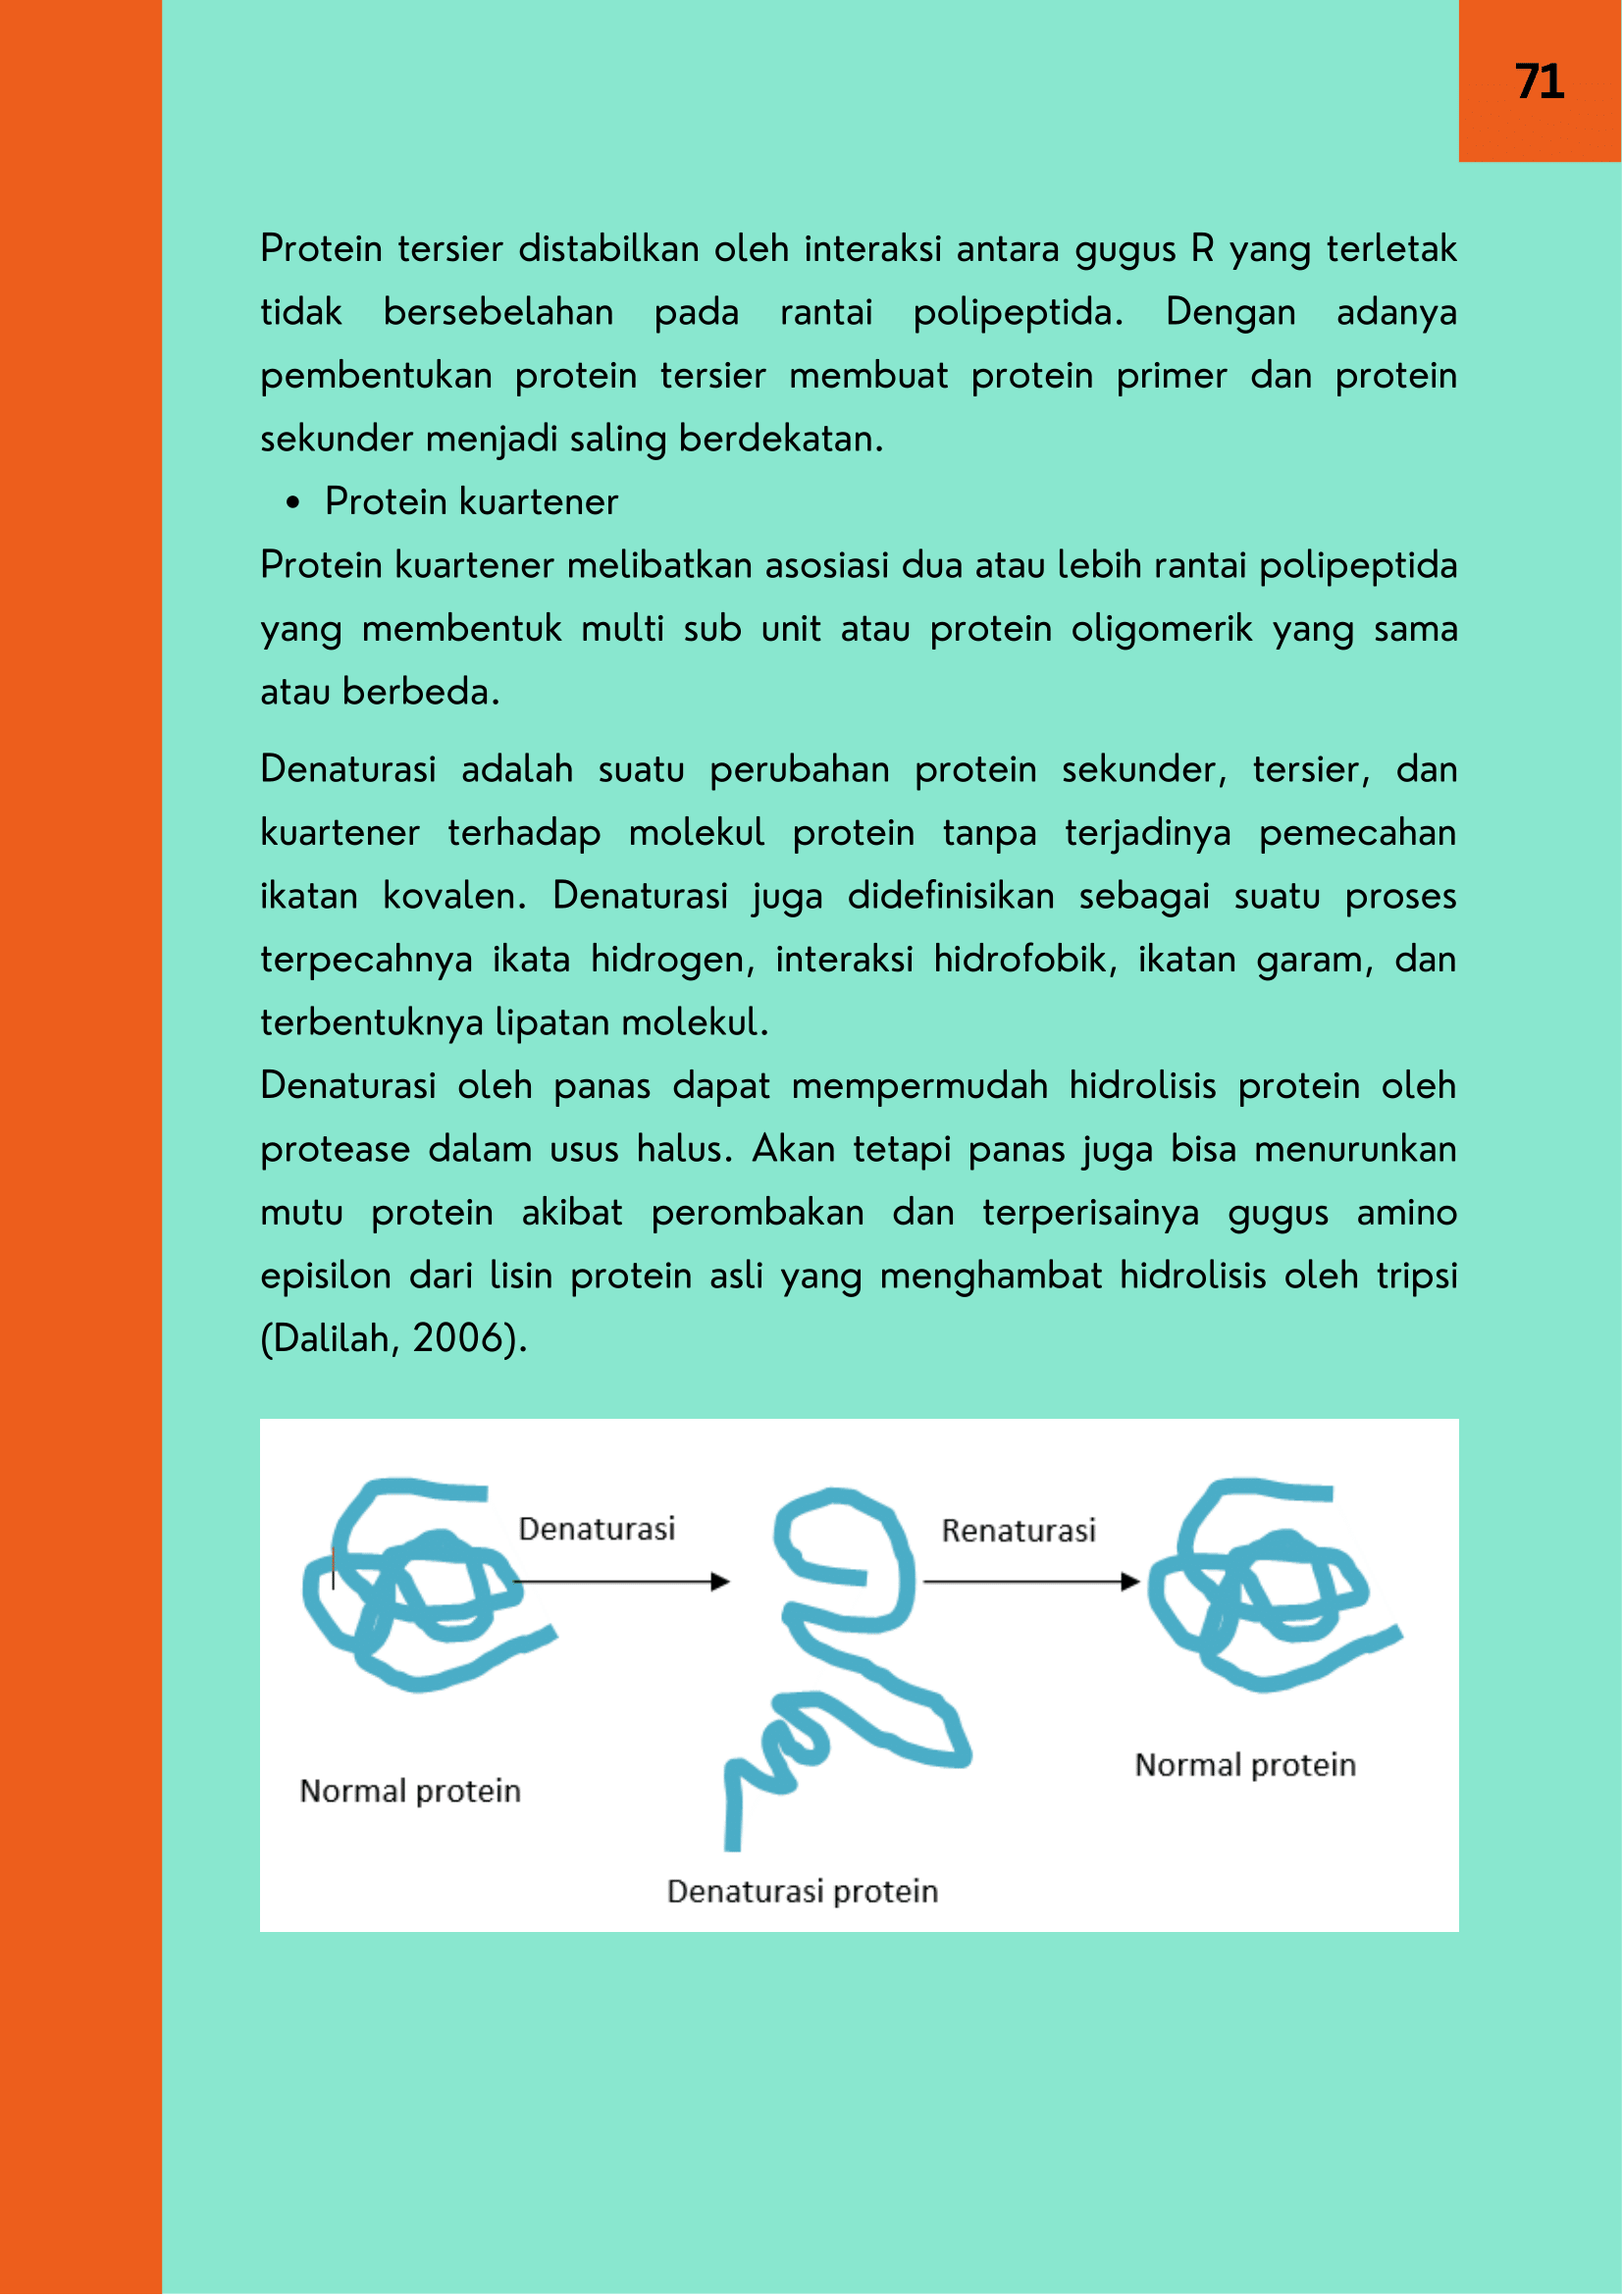 71
Protein tersier distabilkan oleh interaksi antara gugus R yang terletak
tidak bersebelahan pada rantai polipeptida. Dengan adanya
pembentukan protein tersier membuat protein primer dan protein
sekunder menjadi saling berdekatan.
• Protein kuartener
Protein kuartener melibatkan asosiasi dua atau lebih rantai polipeptida
yang membentuk multi sub unit atau protein oligomerik yang sama
atau berbeda.
Denaturasi adalah suatu perubahan protein sekunder, tersier, dan
kuartener terhadap molekul protein tanpa terjadinya pemecahan
ikatan kovalen. Denaturasi juga didefinisikan sebagai suatu proses
terpecahnya ikata hidrogen, interaksi hidrofobik, ikatan garam, dan
terbentuknya lipatan molekul.
Denaturasi oleh panas dapat mempermudah hidrolisis protein oleh
protease dalam usus halus. Akan tetapi panas juga bisa menurunkan
mutu protein akibat perombakan dan terperisainya gugus amino
episilon dari lisin protein asli yang menghambat hidrolisis oleh tripsi
(Dalilah, 2006).
Denaturasi
Renaturasi
Normal protein
Denaturasi protein
Normal protein